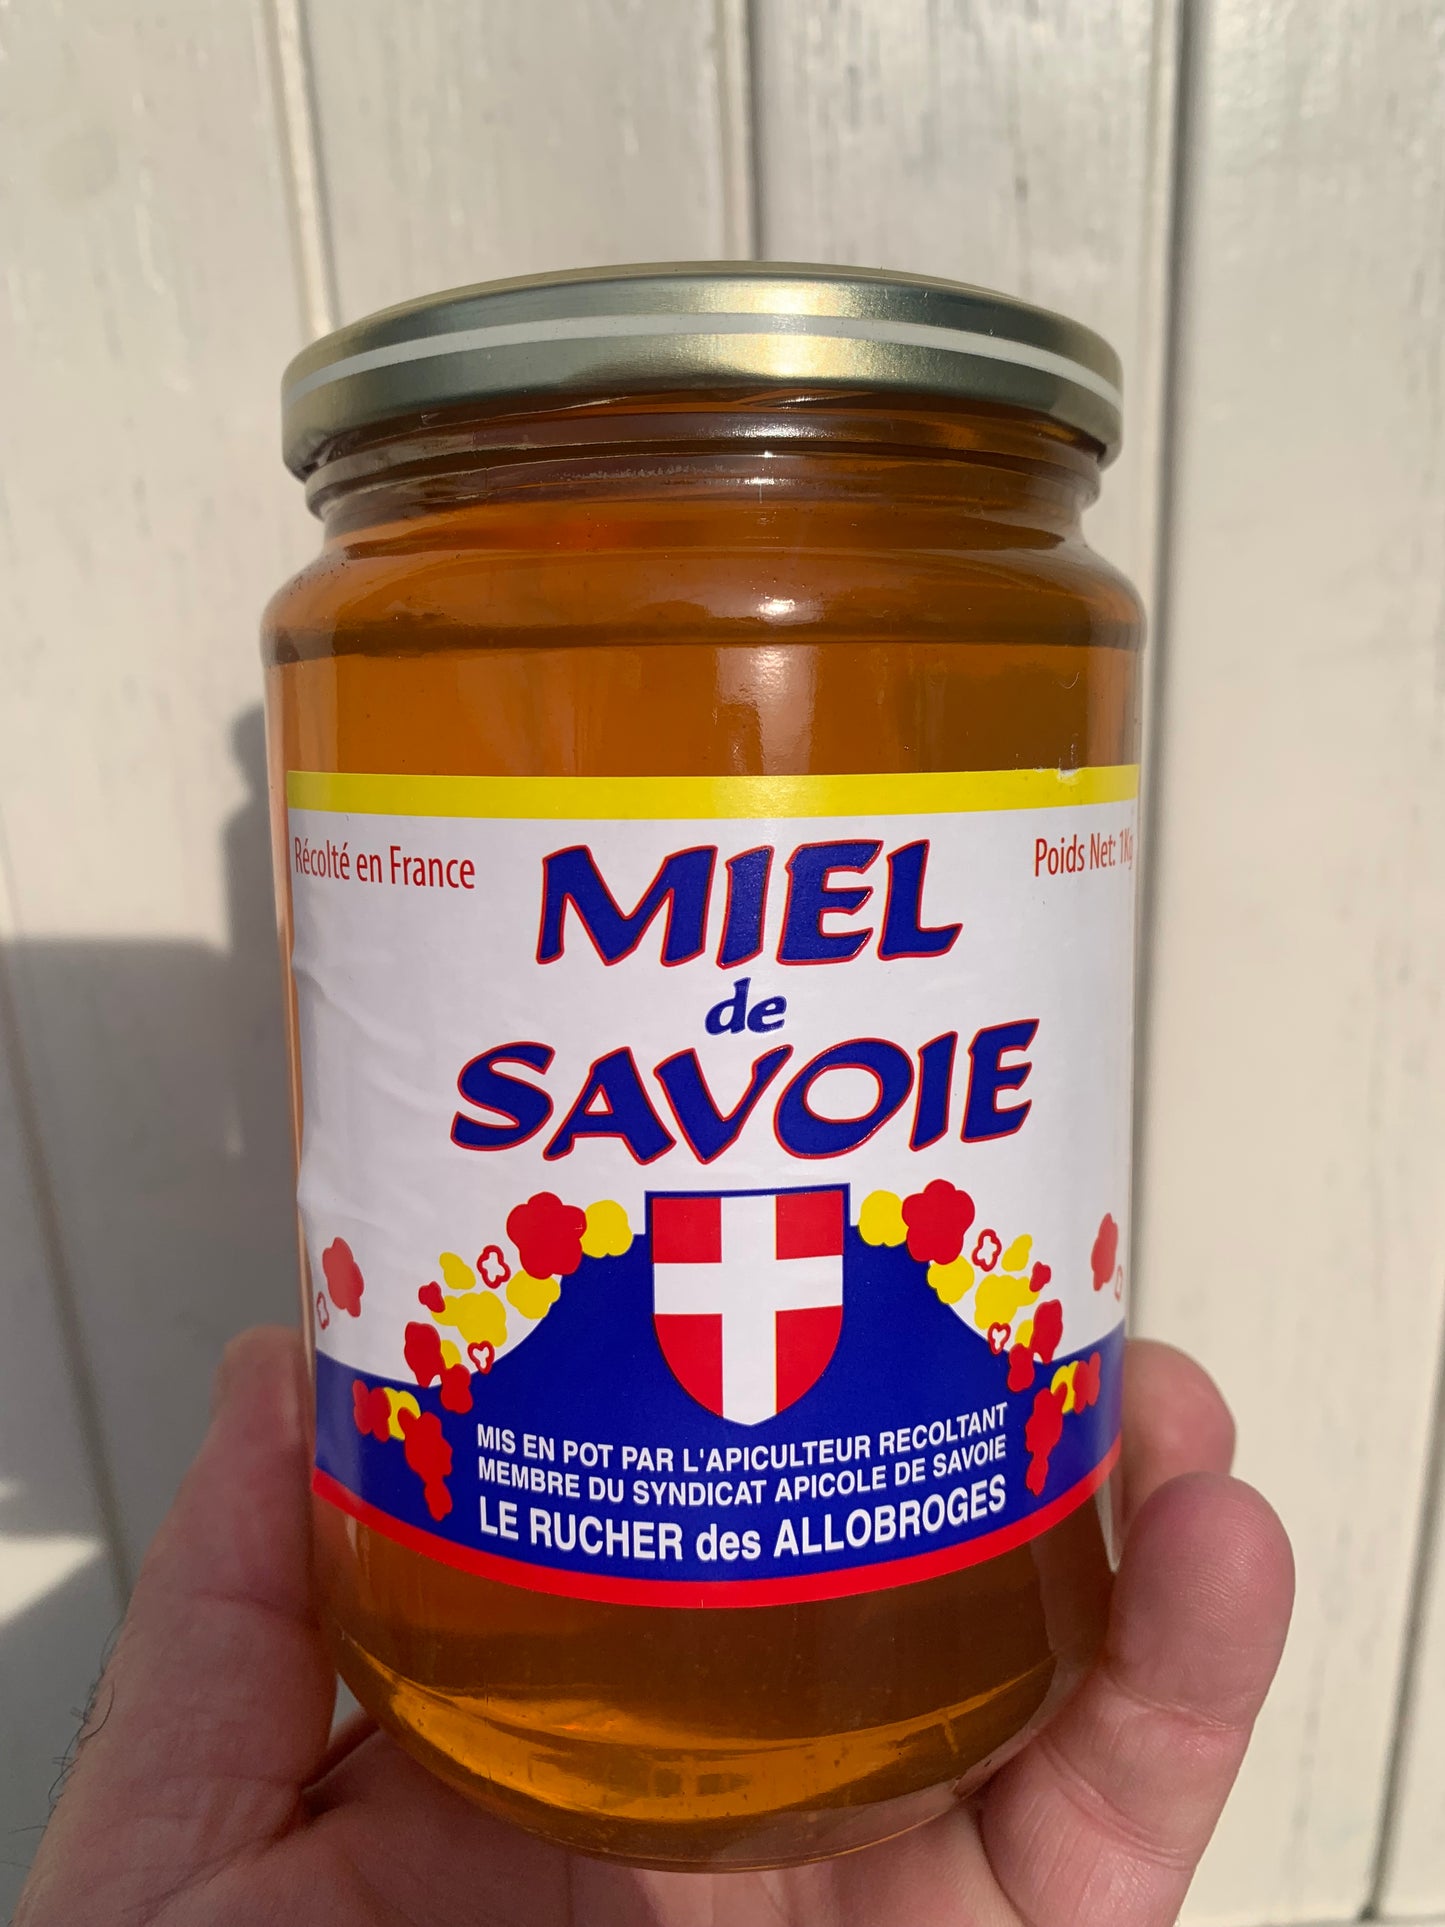 Récolté en France
Poids Net: 1Kg
MIEL
de
SAVOIE
MIS EN POT PAR L'APICULTEUR RECOLTANT
MEMBRE DU SYNDICAT APICOLE DE SAVOIE
LE RUCHER des ALLOBROGES